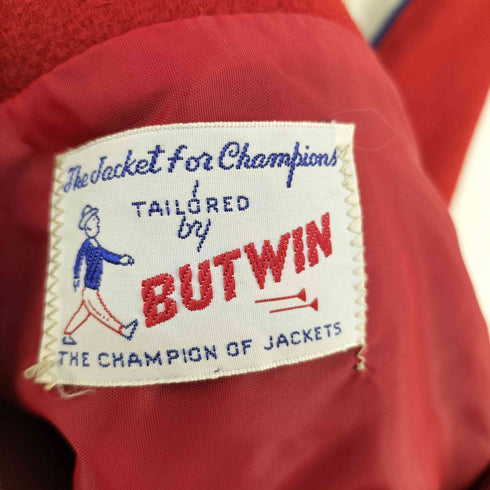 The Jacket for Champions
TAILORED
by
BUTWIN
THE CHAMPION OF JACKETS